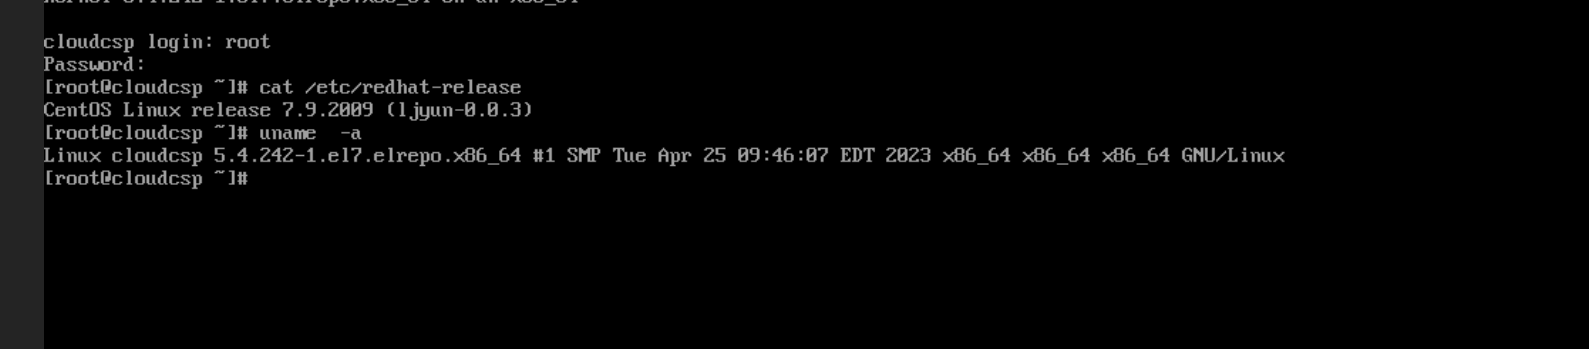 cloudcsp login: root
Password:
[root@cloudcsp ~]# cat /etc/redhat-release
CentOS Linux release 7.9.2009 (ljyun-0.0.3)
[root@cloudcsp ~]# uname  -a
Linux cloudcsp 5.4.242-1.el7.elrepo.x86_64 #1 SMP Tue Apr 25 09:46:07 EDT 2023 x86_64 x86_64 x86_64 GNU/Linux
[root@cloudcsp ~]#